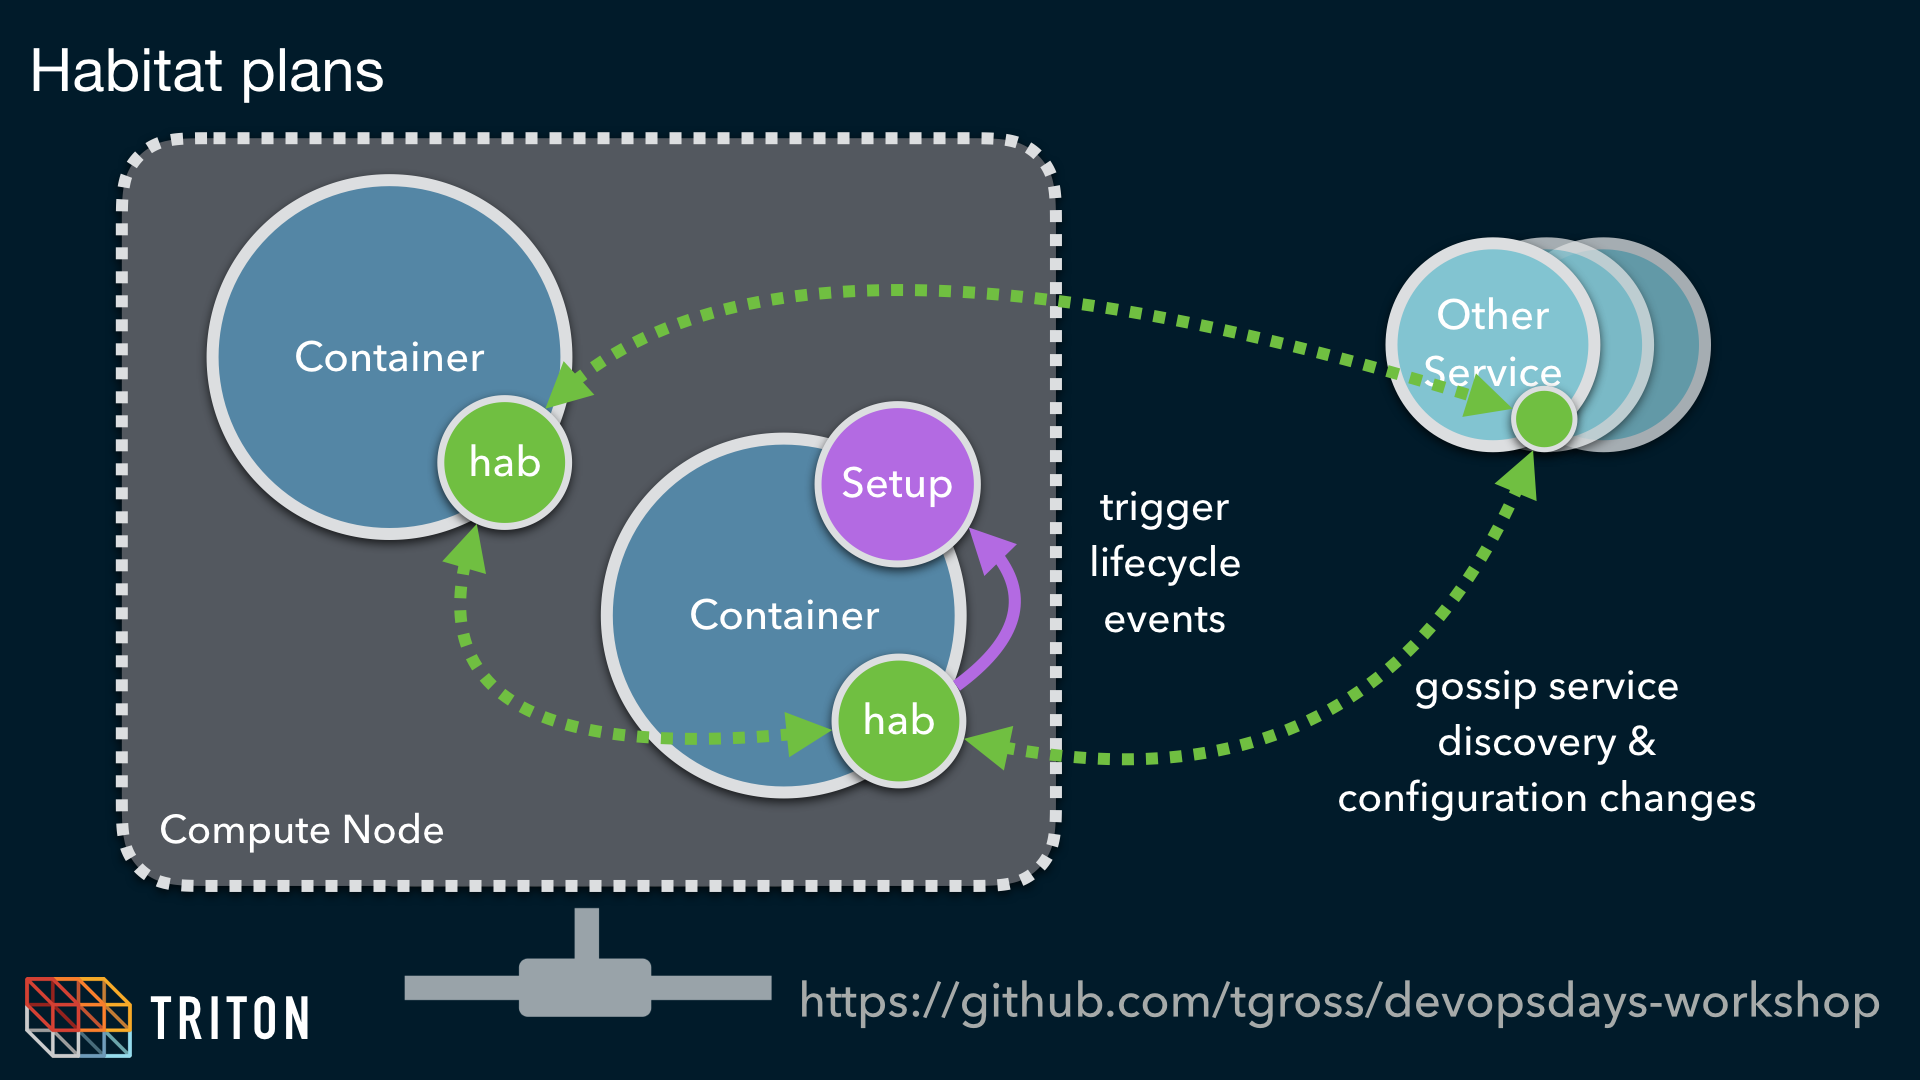 Habitat plans
Container
hab
Other
Service
Setup
Container
hab
trigger
lifecycle
events
gossip service
discovery &
configuration changes
Compute Node
TRITON
https://github.com/tgross/devopsdays-workshop